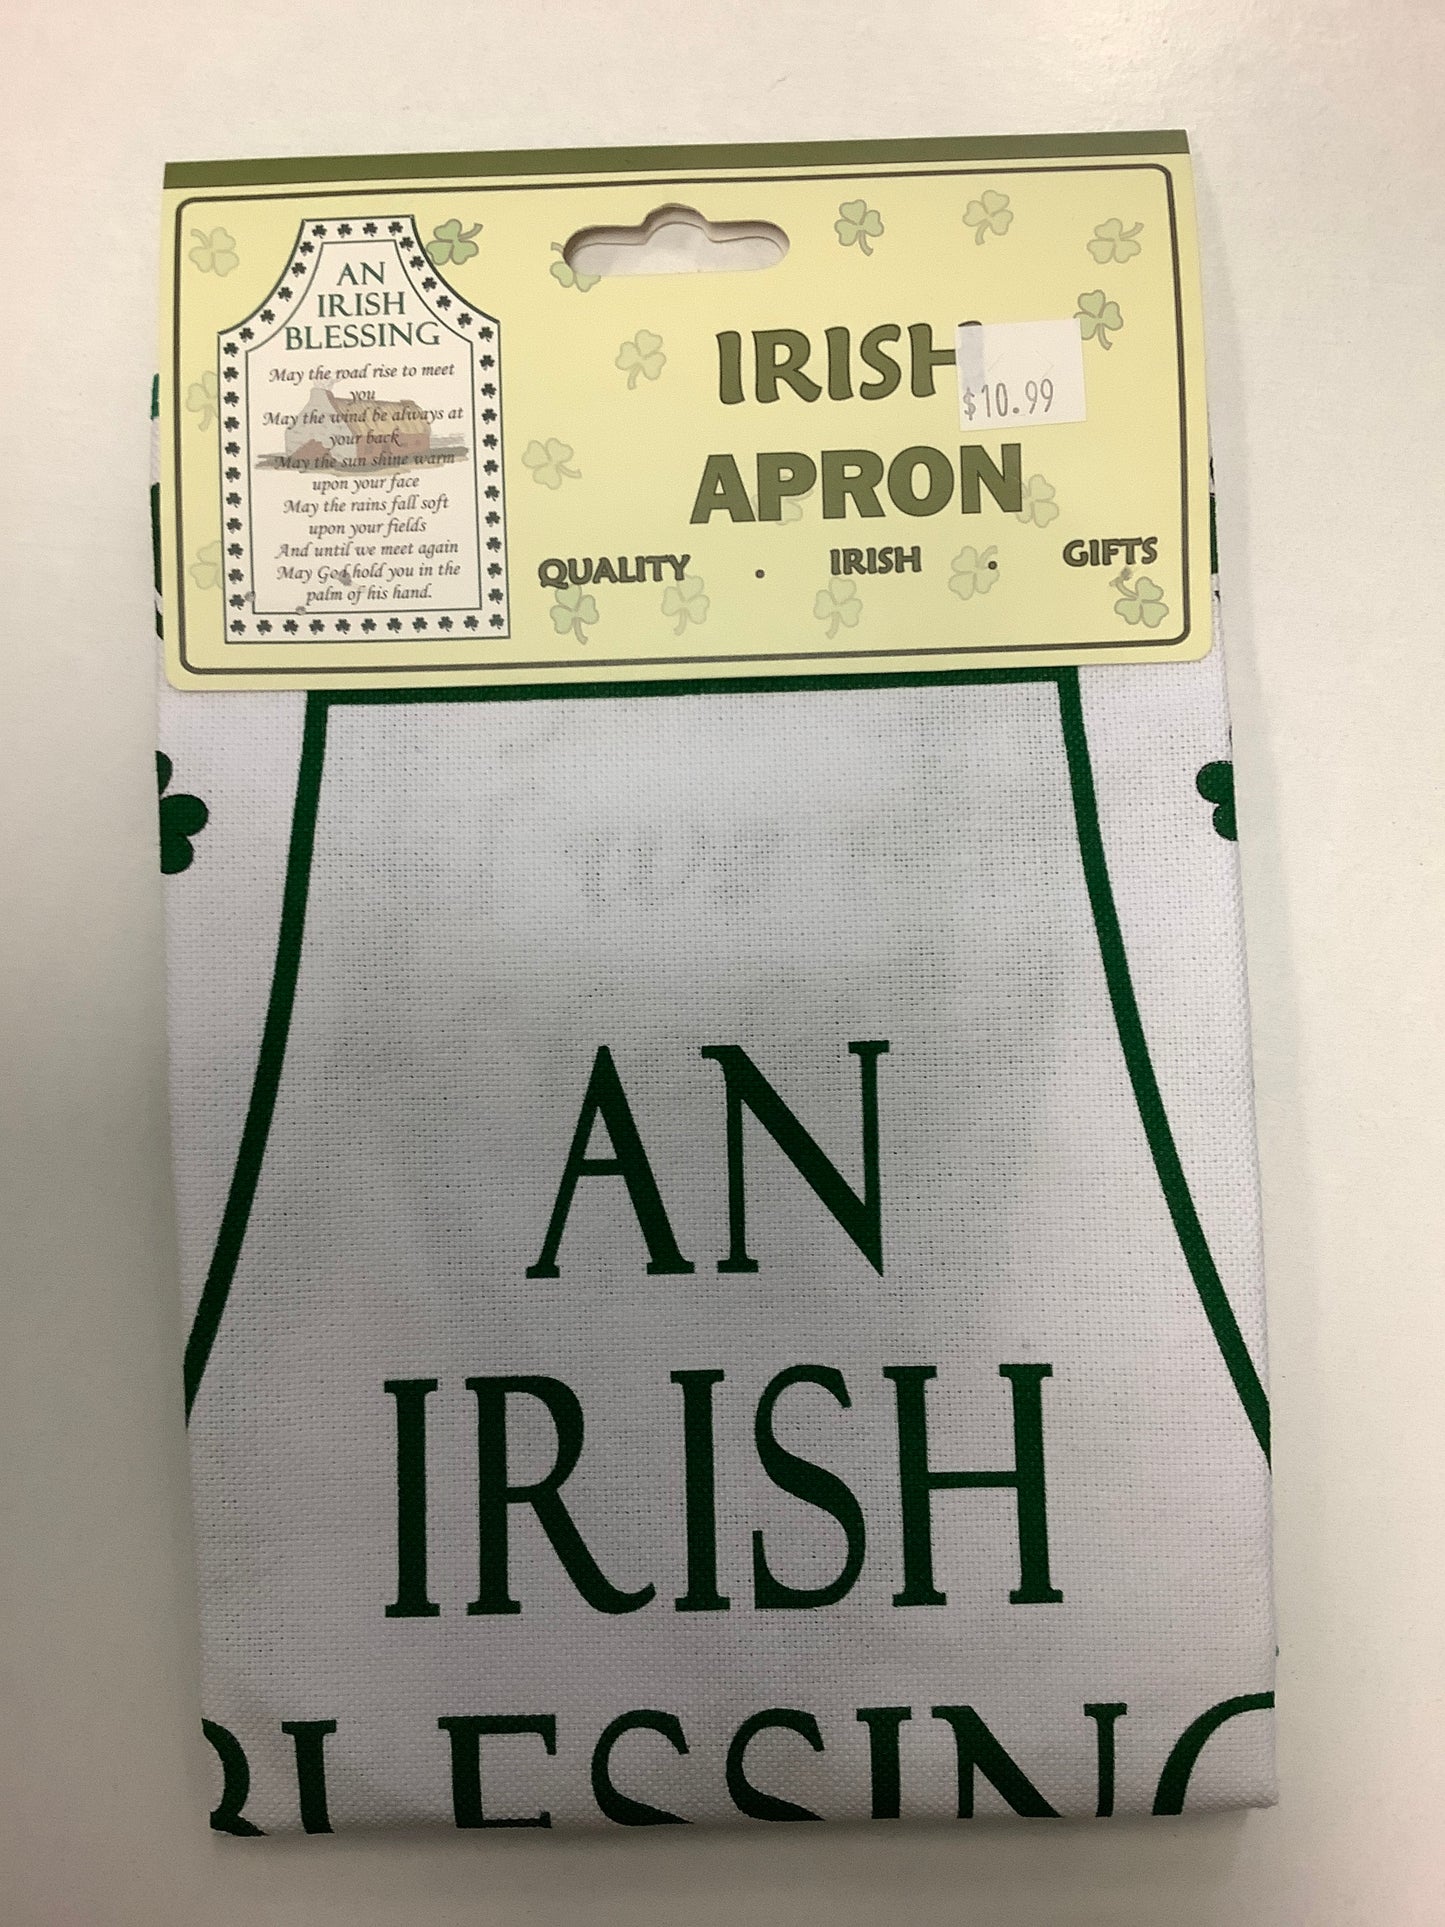 AN
IRISH
BLESSING
May the road rise to meet
you
May the wind be always at
your back
May the sun shine warm
upon your face
May the rains fall soft
upon your fields
And until we meet again
May God hold you in the
palm of his hand.
IRISH
$10.99
APRON
QUALITY . IRISH . GIFTS
AN
IRISH
BLESSING